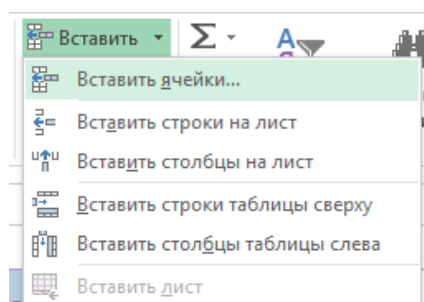 Вставить Σ А
Вставить ячейки...
Вставить строки на лист
Вставить столбцы на лист
Вставить строки таблицы сверху
Вставить столбцы таблицы слева
Вставить лист